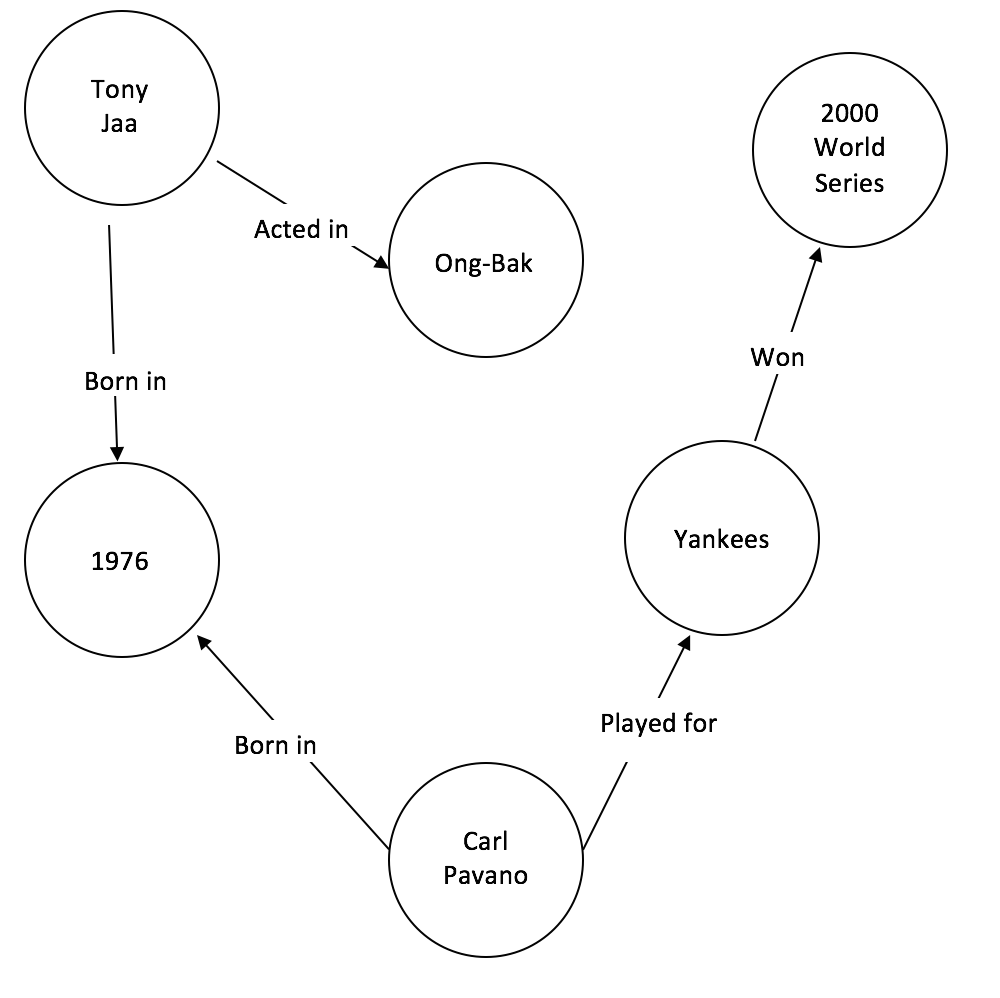 Tony
Jaa
2000
World
Series
Acted in
Ong-Bak
Born in
Won
1976
Yankees
Born in
Played for
Carl
Pavano